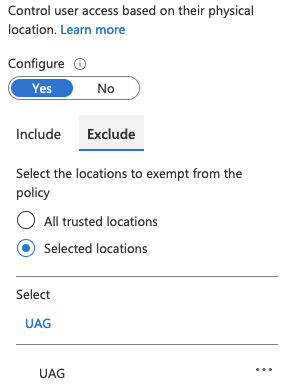 Control user access based on their physical
location. Learn more
Configure
Yes No
Include Exclude
Select the locations to exempt from the
policy
All trusted locations
Selected locations
Select
UAG
UAG